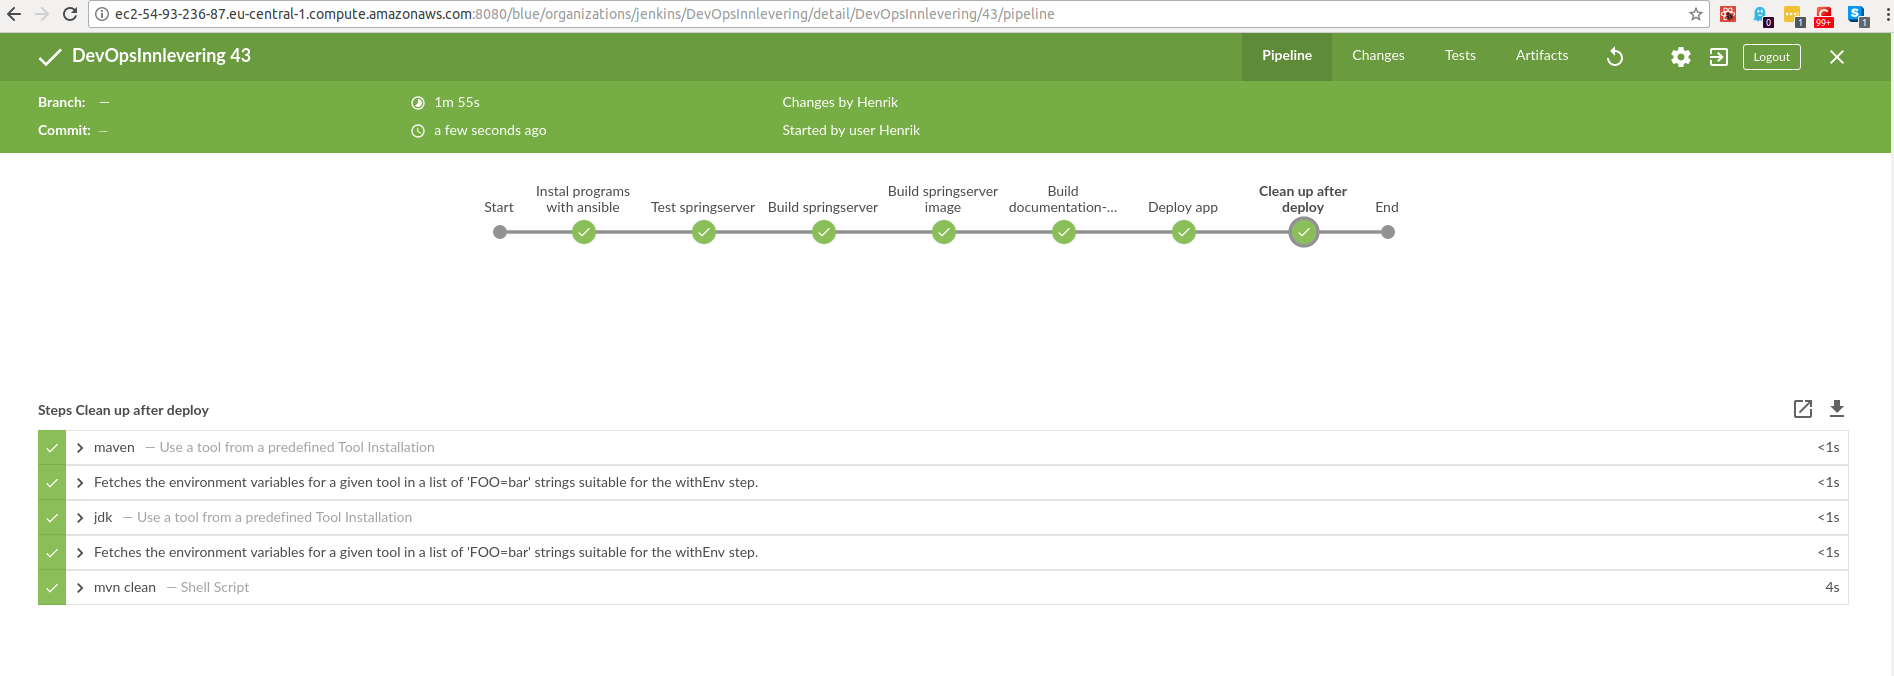 ec2-54-93-236-87.eu-central-1.compute.amazonaws.com:8080/blue/organizations/jenkins/DevOpsInnlevering/detail/DevOpsInnlevering/43/pipeline
0 1 99+ 1
DevOpsInnlevering 43
Pipeline Changes Tests Artifacts Logout
Branch: — 1m 55s Changes by Henrik
Commit: — a few seconds ago Started by user Henrik
Start
Instal programs
with ansible
Test springserver
Build springserver
Build springserver
image
Build
documentation-...
Deploy app
Clean up after
deploy
End
Steps Clean up after deploy
maven — Use a tool from a predefined Tool Installation <1s
Fetches the environment variables for a given tool in a list of 'FOO=bar' strings suitable for the withEnv step. <1s
jdk — Use a tool from a predefined Tool Installation <1s
Fetches the environment variables for a given tool in a list of 'FOO=bar' strings suitable for the withEnv step. <1s
mvn clean — Shell Script 4s